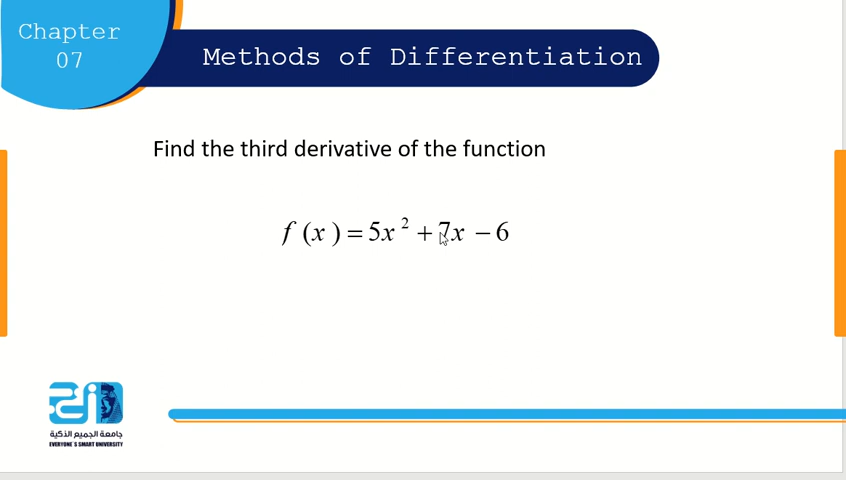 Chapter
07
Methods of Differentiation
Find the third derivative of the function
f (x) = 5x² + 7x − 6
جامعة الجميع الذكية
EVERYONE'S SMART UNIVERSITY